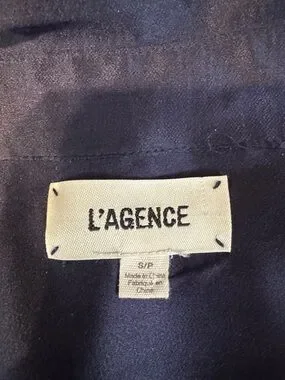 L'AGENCE
S/P
Made in China
Fabriqué en
Chine